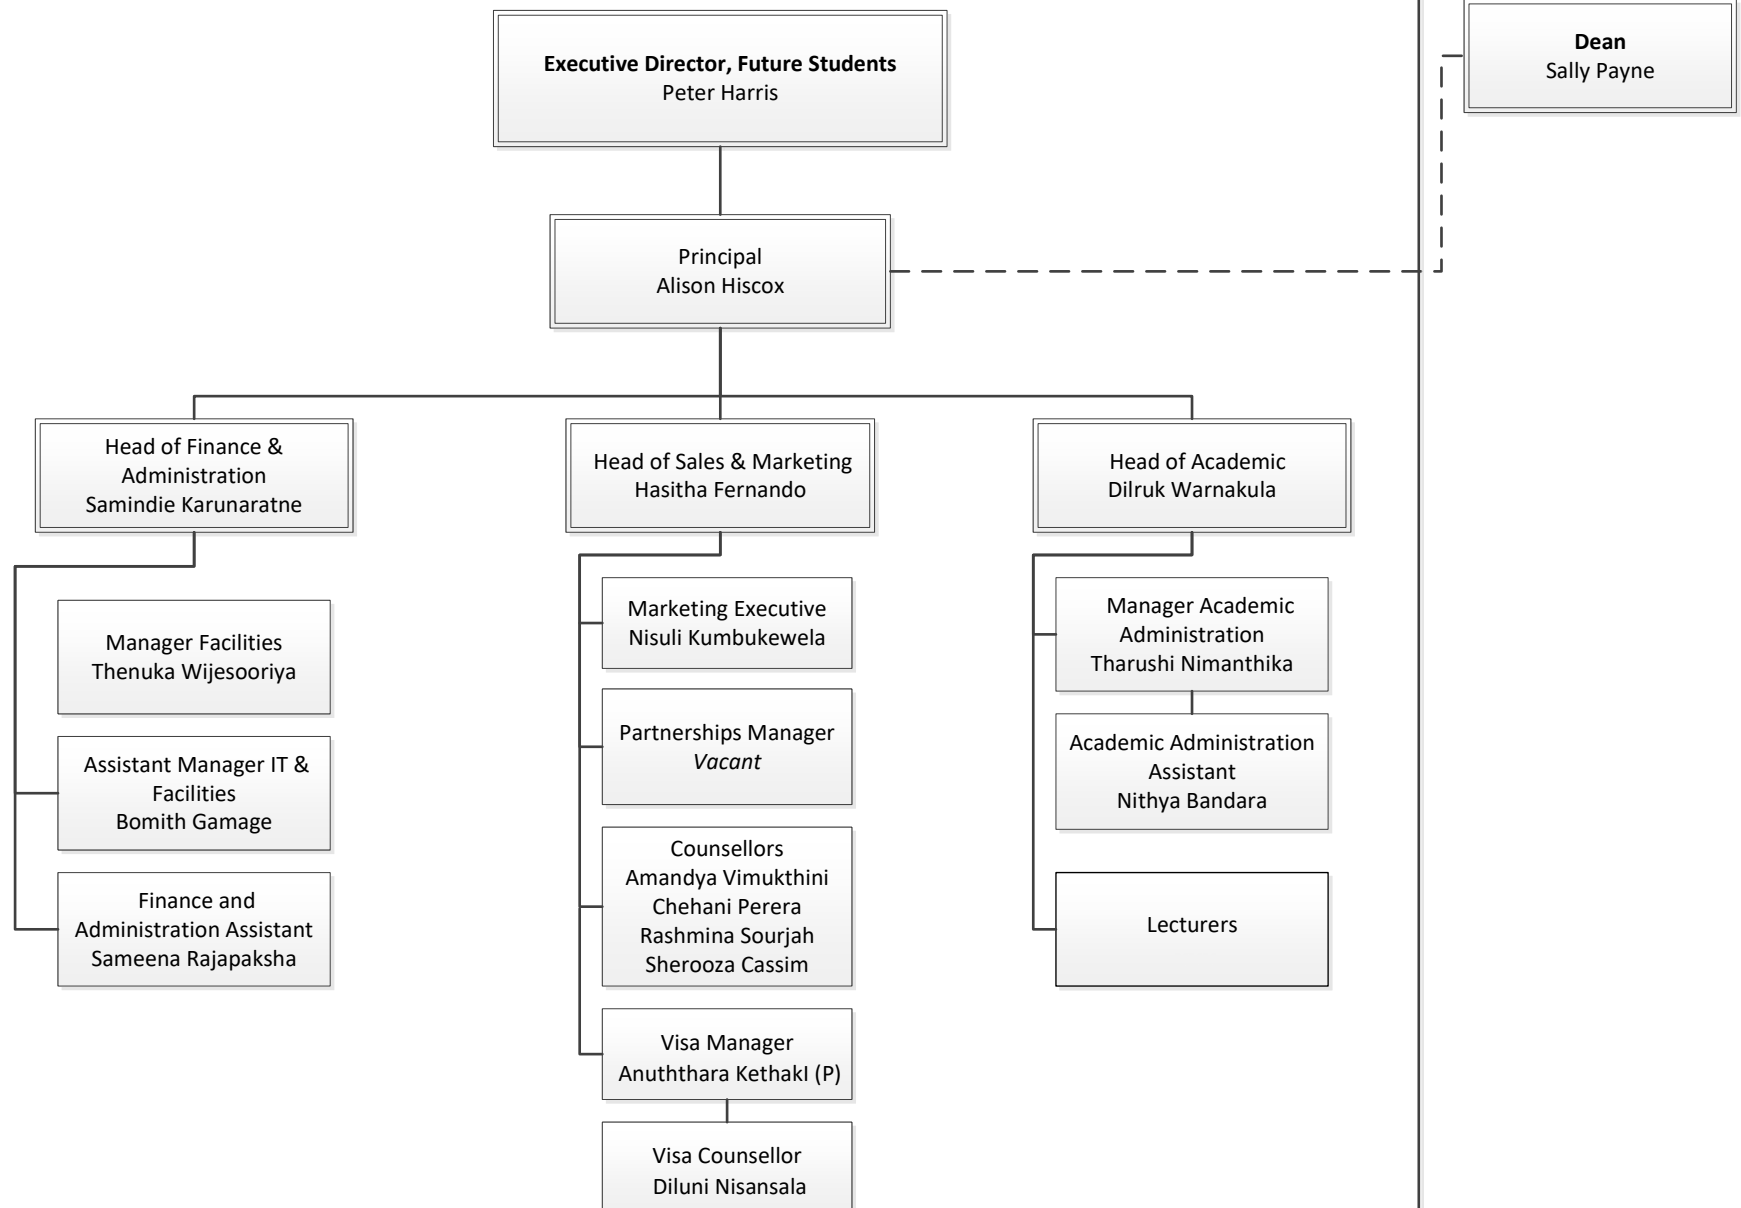 Executive Director, Future Students
Peter Harris
Dean
Sally Payne
Principal
Alison Hiscox
Head of Finance &
Administration
Samindie Karunaratne
Head of Sales & Marketing
Hasitha Fernando
Head of Academic
Dilruk Warnakula
Manager Facilities
Thenuka Wijesooriya
Assistant Manager IT &
Facilities
Bomith Gamage
Finance and
Administration Assistant
Sameena Rajapaksha
Marketing Executive
Nisuli Kumbukewela
Partnerships Manager
Vacant
Counsellors
Amandya Vimukthini
Chehani Perera
Rashmina Sourjah
Sherooza Cassim
Visa Manager
Anuththara KethakI (P)
Visa Counsellor
Diluni Nisansala
Manager Academic
Administration
Tharushi Nimanthika
Academic Administration
Assistant
Nithya Bandara
Lecturers